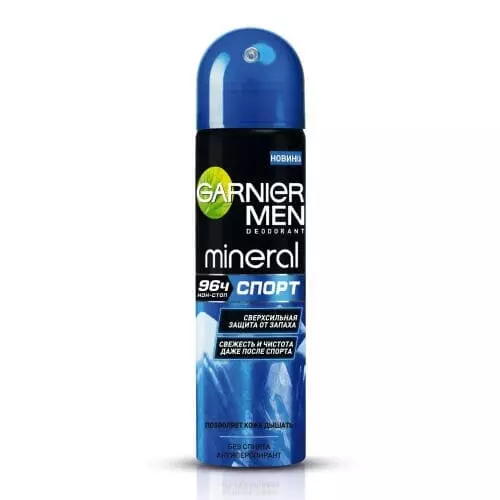 НОВИНКА
GARNIER
MEN
DEODORANT
mineral
96ч
НОН-СТОП
СПОРТ
СВЕРХСИЛЬНАЯ
ЗАЩИТА ОТ ЗАПАХА
СВЕЖЕСТЬ И ЧИСТОТА
ДАЖЕ ПОСЛЕ СПОРТА
ПОЗВОЛЯЕТ КОЖЕ ДЫШАТЬ
БЕЗ СПИРТА
АНТИПЕРСПИРАНТ